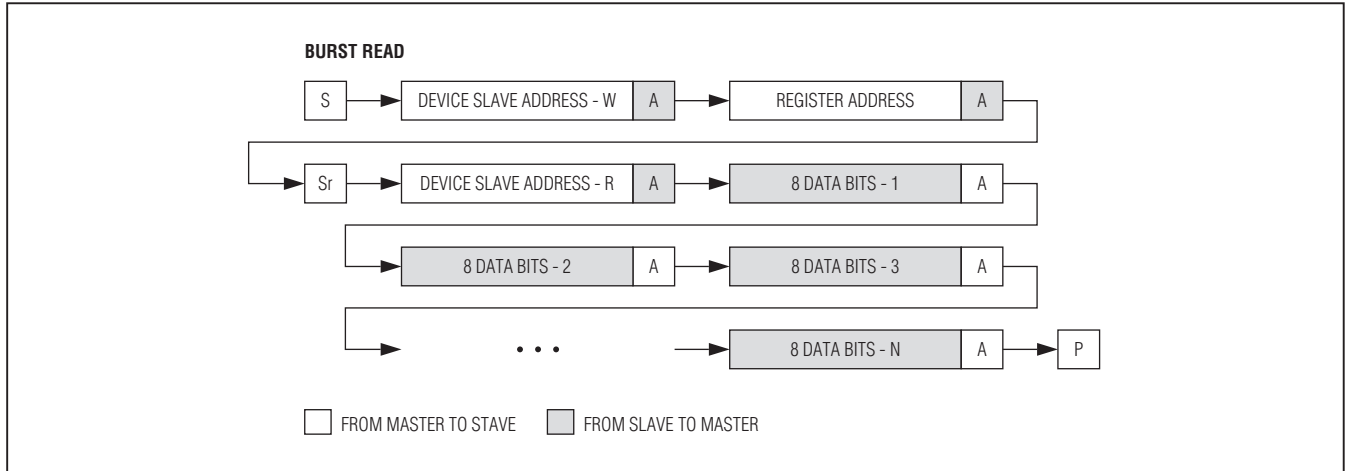 BURST READ
S DEVICE SLAVE ADDRESS - W A REGISTER ADDRESS A
Sr DEVICE SLAVE ADDRESS - R A 8 DATA BITS - 1 A
8 DATA BITS - 2 A 8 DATA BITS - 3 A
• • • 8 DATA BITS - N A P
FROM MASTER TO STAVE FROM SLAVE TO MASTER